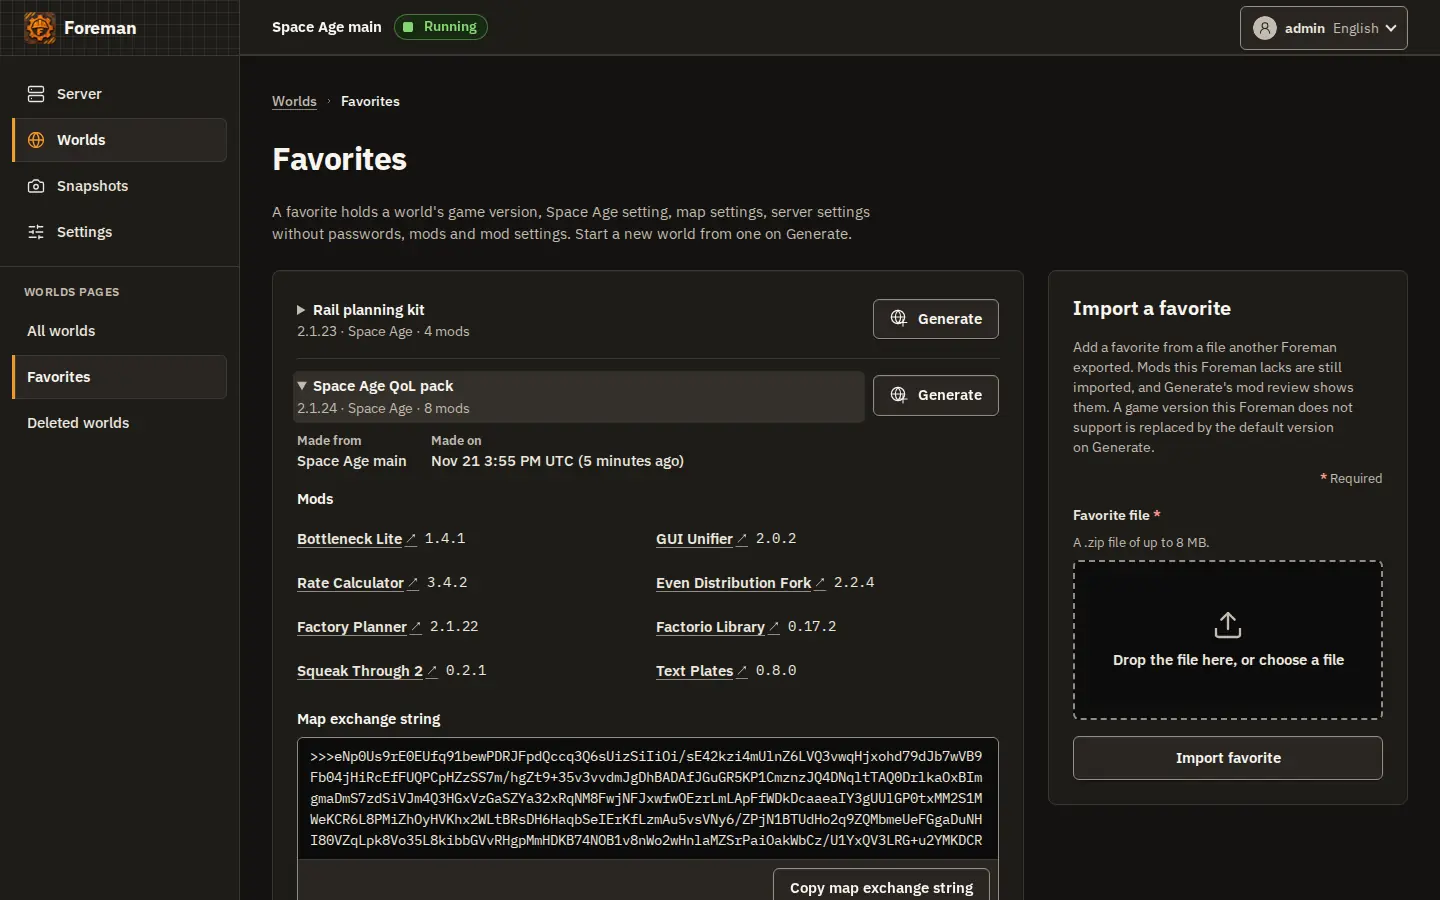 Foreman
Space Age main
Running
admin English
Server
Worlds
Snapshots
Settings
WORLDS PAGES
All worlds
Favorites
Deleted worlds
Worlds › Favorites
Favorites
A favorite holds a world's game version, Space Age setting, map settings, server settings
without passwords, mods and mod settings. Start a new world from one on Generate.
Rail planning kit
2.1.23 · Space Age · 4 mods
Generate
Space Age QoL pack
2.1.24 · Space Age · 8 mods
Generate
Made from
Space Age main
Made on
Nov 21 3:55 PM UTC (5 minutes ago)
Mods
Bottleneck Lite ↗ 1.4.1
GUI Unifier ↗ 2.0.2
Rate Calculator ↗ 3.4.2
Even Distribution Fork ↗ 2.2.4
Factory Planner ↗ 2.1.22
Factorio Library ↗ 0.17.2
Squeak Through 2 ↗ 0.2.1
Text Plates ↗ 0.8.0
Map exchange string
>>>eNp0Us9rE0EUfq91bewPDRJFpdQccq3Q6sUizSiIiOi/sE42kzi4mUlnZ6LVQ3vwqHjxohd79dJb7wVB9
Fb04jHiRcEfFUQPCpHZzSS7m/hgZt9+35v3vvdmJgDhBADAfJGuGR5KP1CmznzJQ4DNqltTAQ0DrlkaOxBIm
gmaDmS7zdSiVJm4Q3HGxVzGaSZYa32xRqNM8FwjNFJxwfwOEzrLmLApFfWDkDcaaeaIY3gUUlGP0txMM2S1M
WeKCR6L8PMiZhOyHVKhx2WLtBRsDH6HaqbSeIErKfLzmAu5vsVNy6/ZPjN1BTUdHo2q9ZQMbmeUeFGgaDuNH
I80VZqLpk8Vo35L8kibbGVvRHgpMmHDKB74NOB1v8nWo2wHnlaMZSrPaiOakWbCz/U1YxQV3LRG+u2YMKDCR
Copy map exchange string
Import a favorite
Add a favorite from a file another Foreman
exported. Mods this Foreman lacks are still
imported, and Generate's mod review shows
them. A game version this Foreman does not
support is replaced by the default version
on Generate.
* Required
Favorite file *
A .zip file of up to 8 MB.
Drop the file here, or choose a file
Import favorite